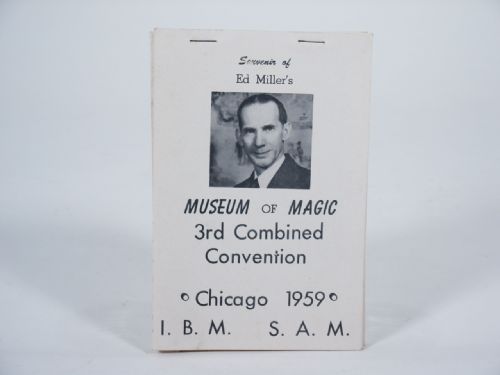 Souvenir of
Ed Miller's
MUSEUM OF MAGIC
3rd Combined
Convention
Chicago 1959
I. B. M. S. A. M.